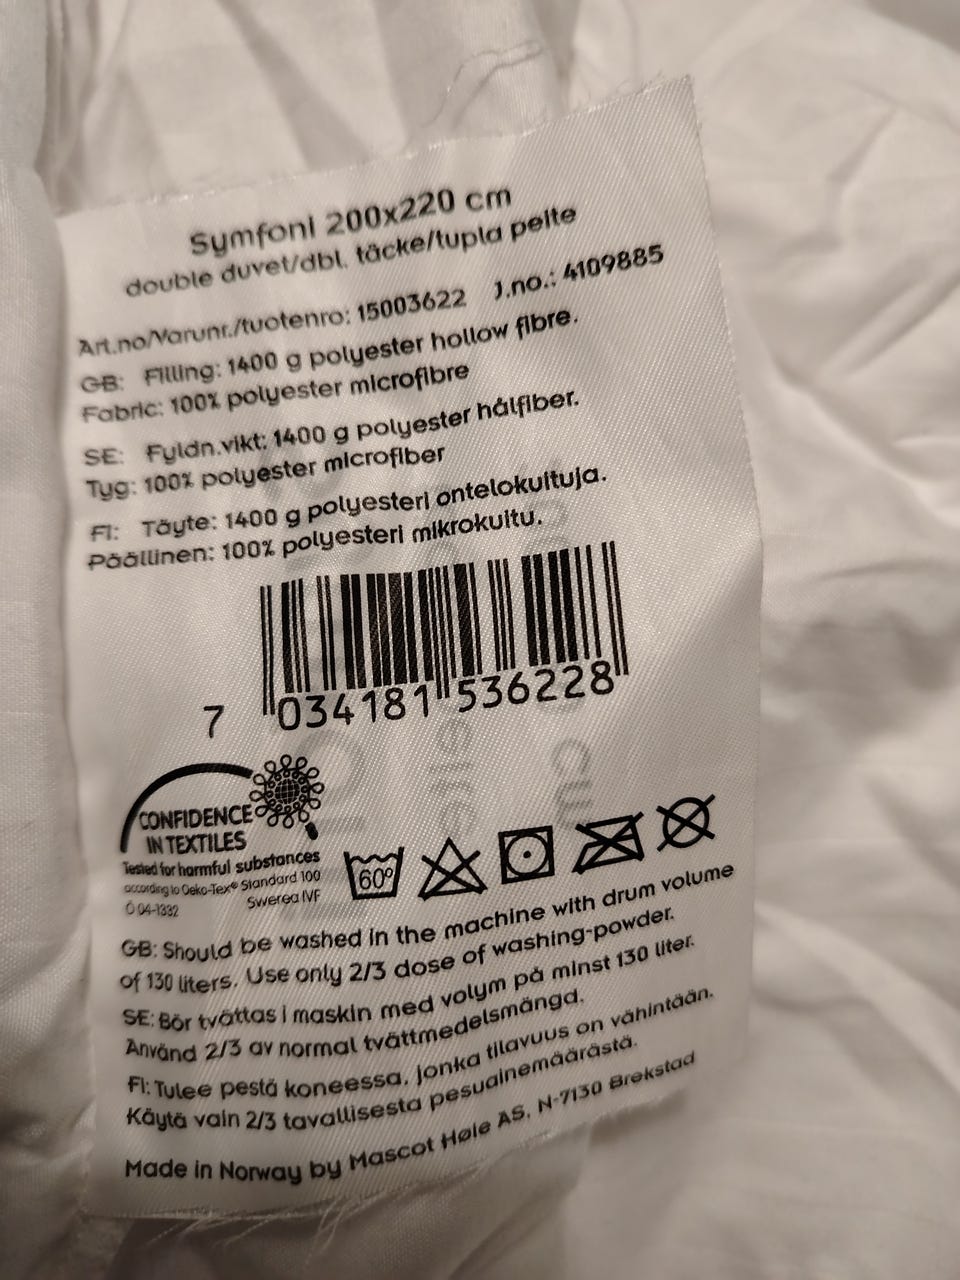 Symfoni 200x220 cm
double duvet/dbl. täcke/tupla peite
Art.no/Varunr./tuotenro: 15003622 J.no.: 4109885
GB: Filling: 1400 g polyester hollow fibre.
Fabric: 100% polyester microfibre
SE: Fyldn.vikt: 1400 g polyester hålfiber.
Tyg: 100% polyester microfiber
FI: Täyte: 1400 g polyesteri ontelokuituja.
Päällinen: 100% polyesteri mikrokuitu.
7 034181 536228
CONFIDENCE
IN TEXTILES
Tested for harmful substances
according to Oeko-Tex® Standard 100
Ö 04-1332 Swerea IVF
60°
GB: Should be washed in the machine with drum volume
of 130 liters. Use only 2/3 dose of washing-powder.
SE: Bör tvättas i maskin med volym på minst 130 liter.
Använd 2/3 av normal tvättmedelsmängd.
FI: Tulee pestä koneessa, jonka tilavuus on vähintään.
Käytä vain 2/3 tavallisesta pesuainemäärästä.
Made in Norway by Mascot Høie AS, N-7130 Brekstad